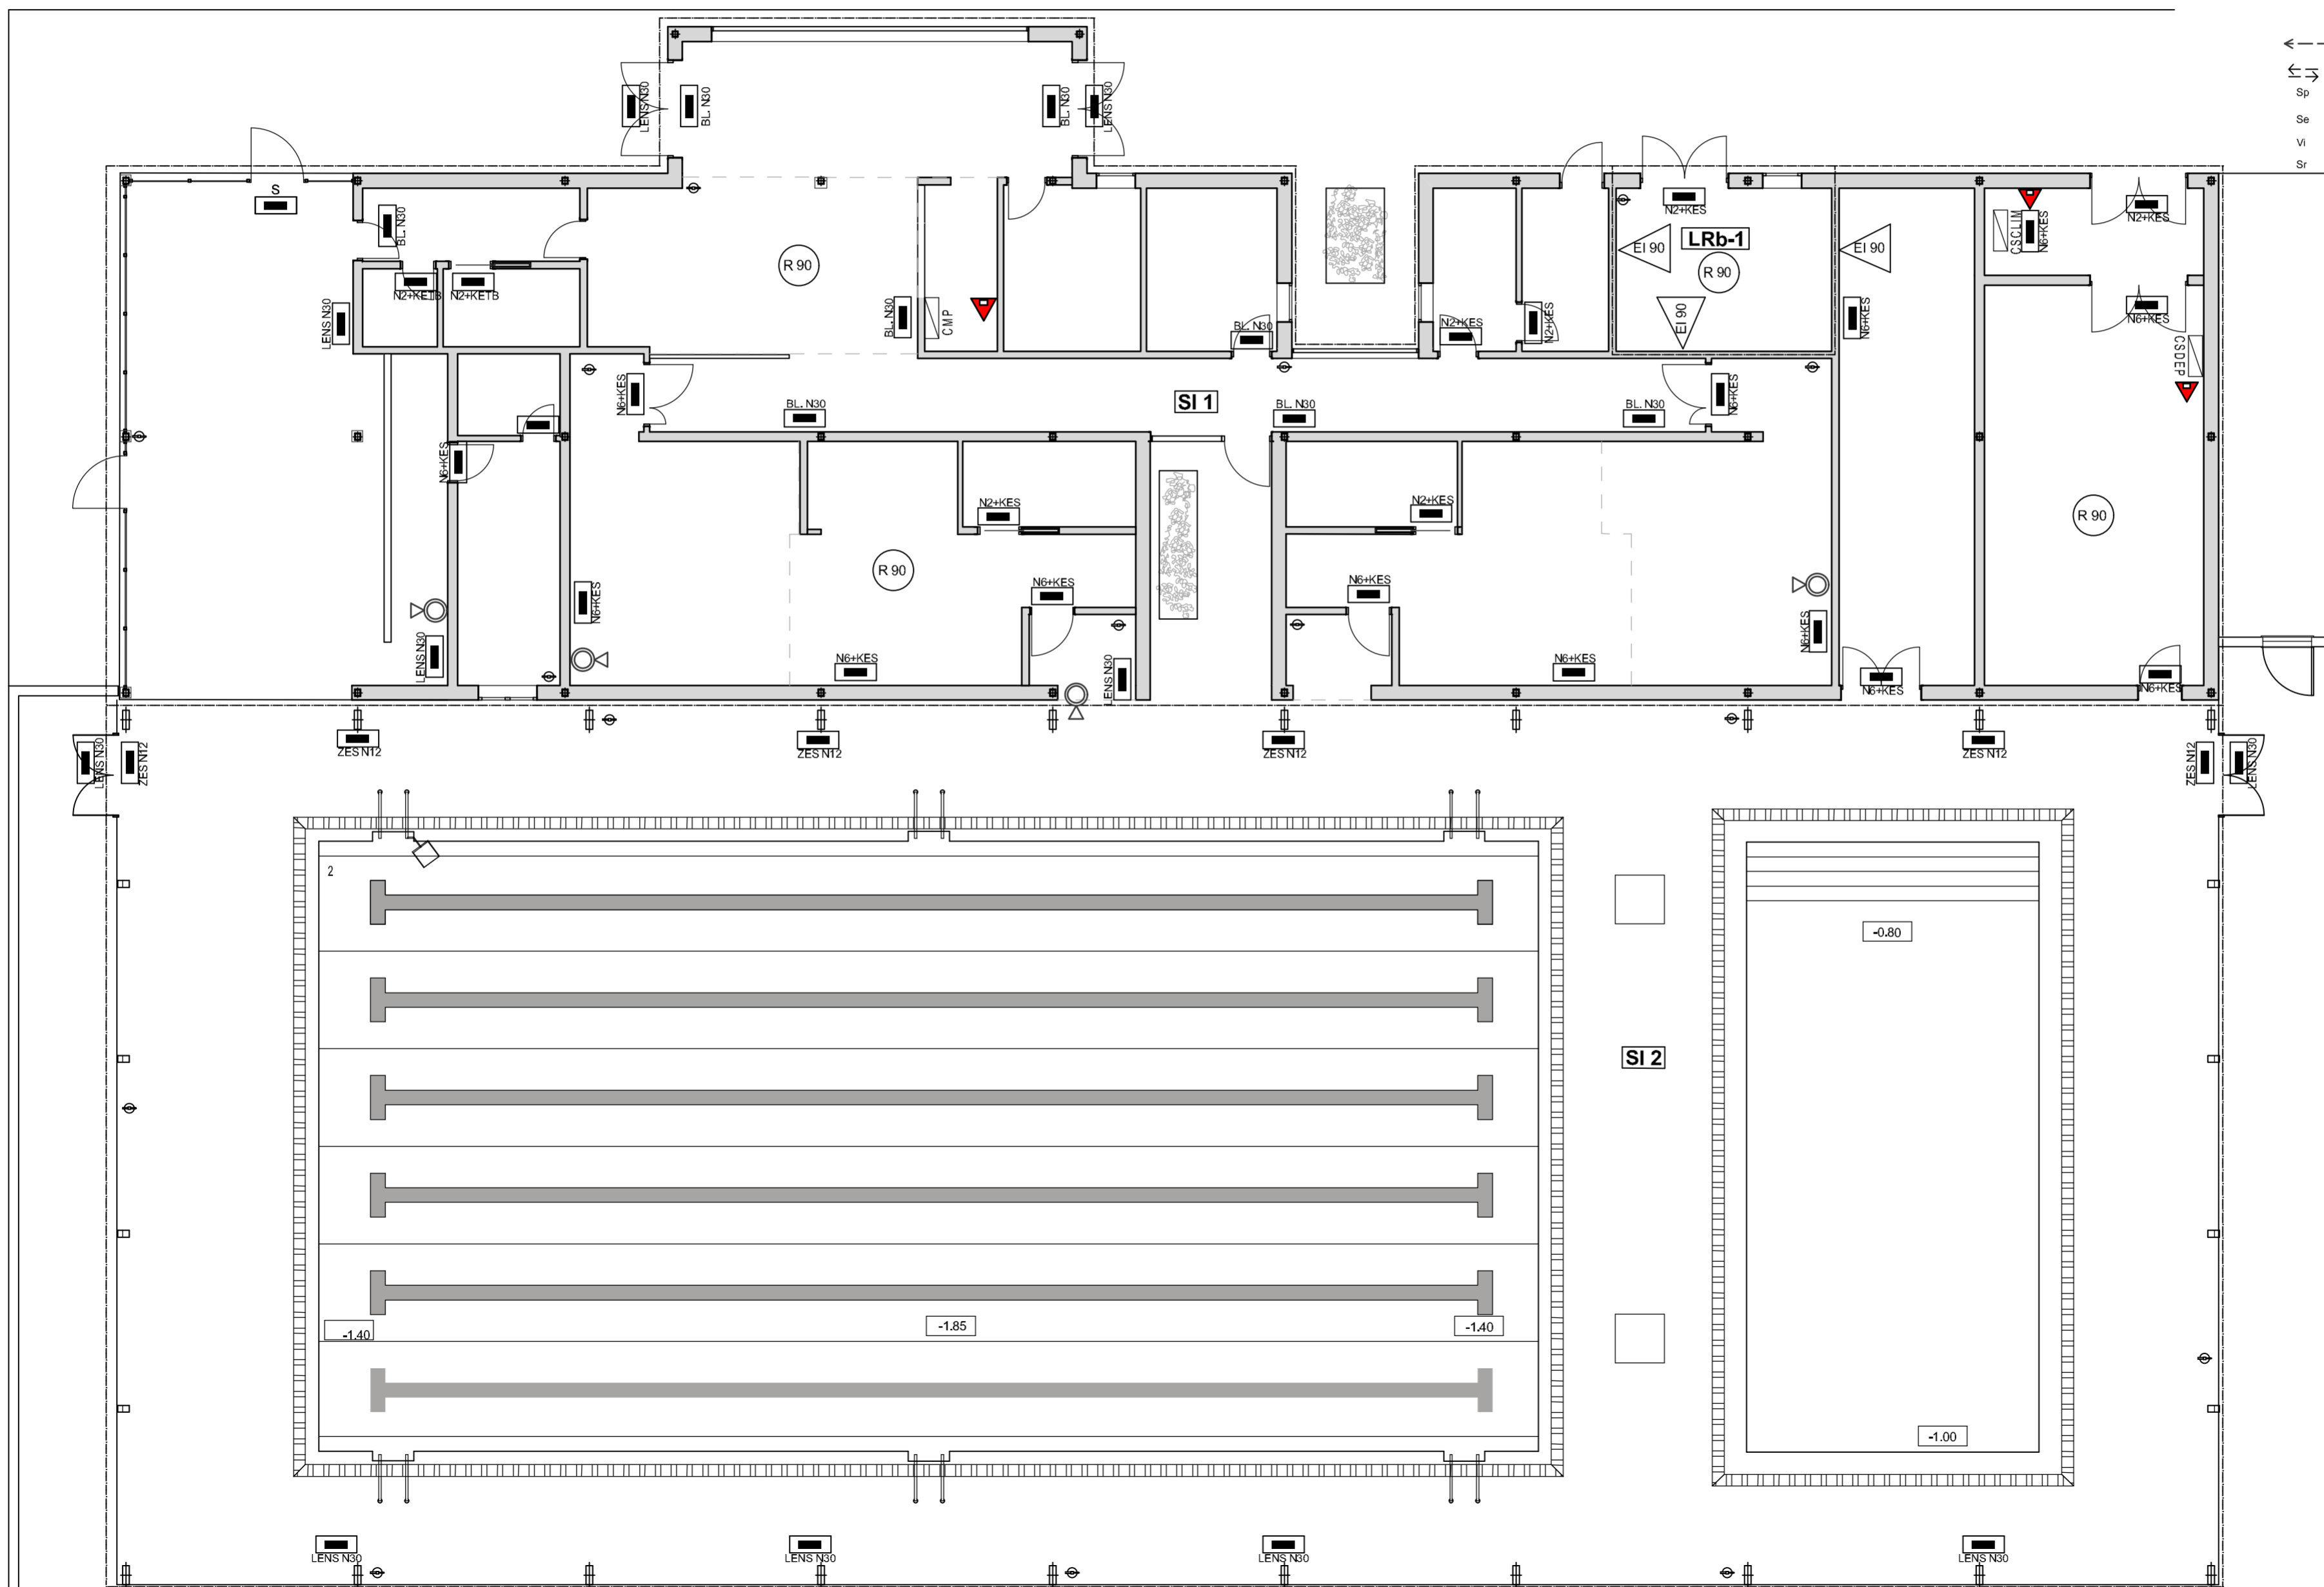 Sp
Se
Vi
Sr
LENS N30
BL. N30
BL. N30
LENS N30
S
BL. N30
N2+KETB
N2+KETB
LENS N30
R 90
BL. N30
CMP
BL. N30
N2+KES
N2+KES
N2+KES
LRb-1
EI 90
R 90
EI 90
EI 90
N6+KES
CSCLIM
N6+KES
N2+KES
N6+KES
CSDEP
N6+KES
BL. N30
SI 1
BL. N30
BL. N30
N6+KES
N6+KES
N2+KES
N2+KES
R 90
R 90
N6+KES
N6+KES
N6+KES
N6+KES
LENS N30
N6+KES
LENS N30
N6+KES
N6+KES
N6+KES
LENS N30
ZES N12
ZES N12
ZES N12
ZES N12
ZES N12
ZES N12
LENS N30
2
-0.80
SI 2
-1.40
-1.85
-1.40
-1.00
LENS N30
LENS N30
LENS N30
LENS N30